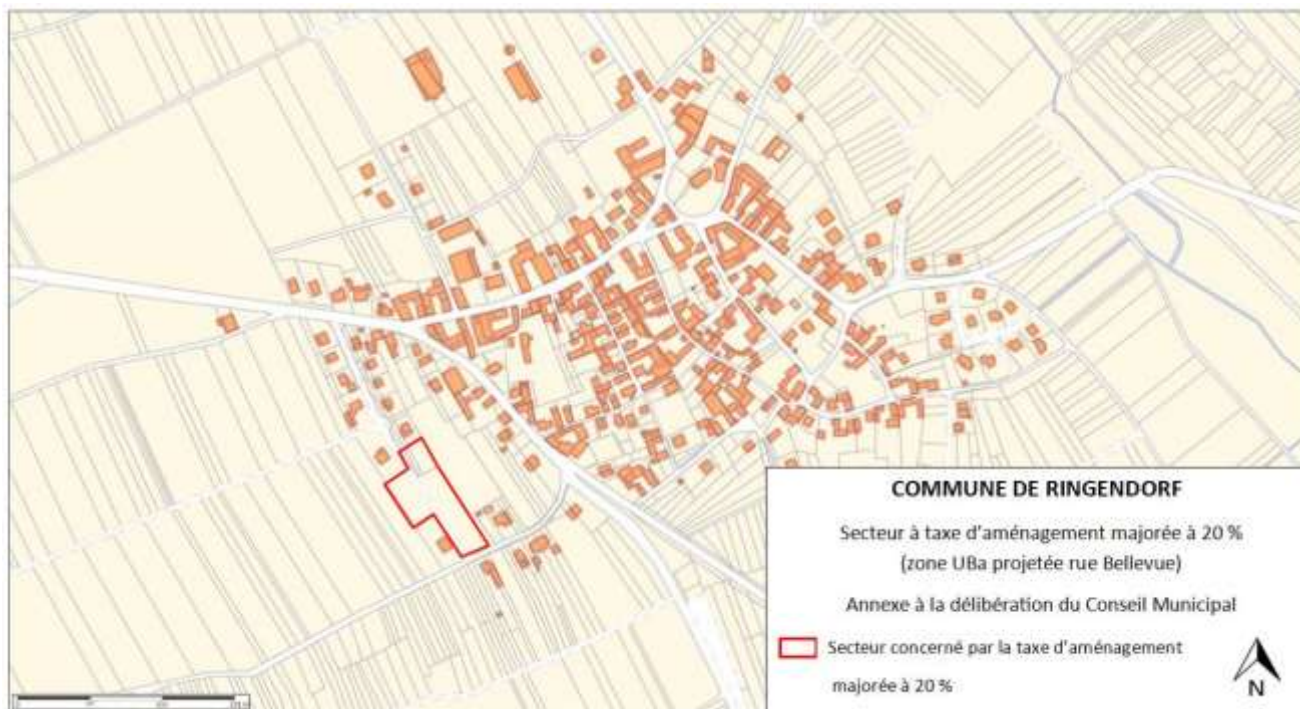 COMMUNE DE RINGENDORF
Secteur à taxe d'aménagement majorée à 20 %
(zone UBa projetée rue Bellevue)
Annexe à la délibération du Conseil Municipal
Secteur concerné par la taxe d'aménagement
majorée à 20 %
N